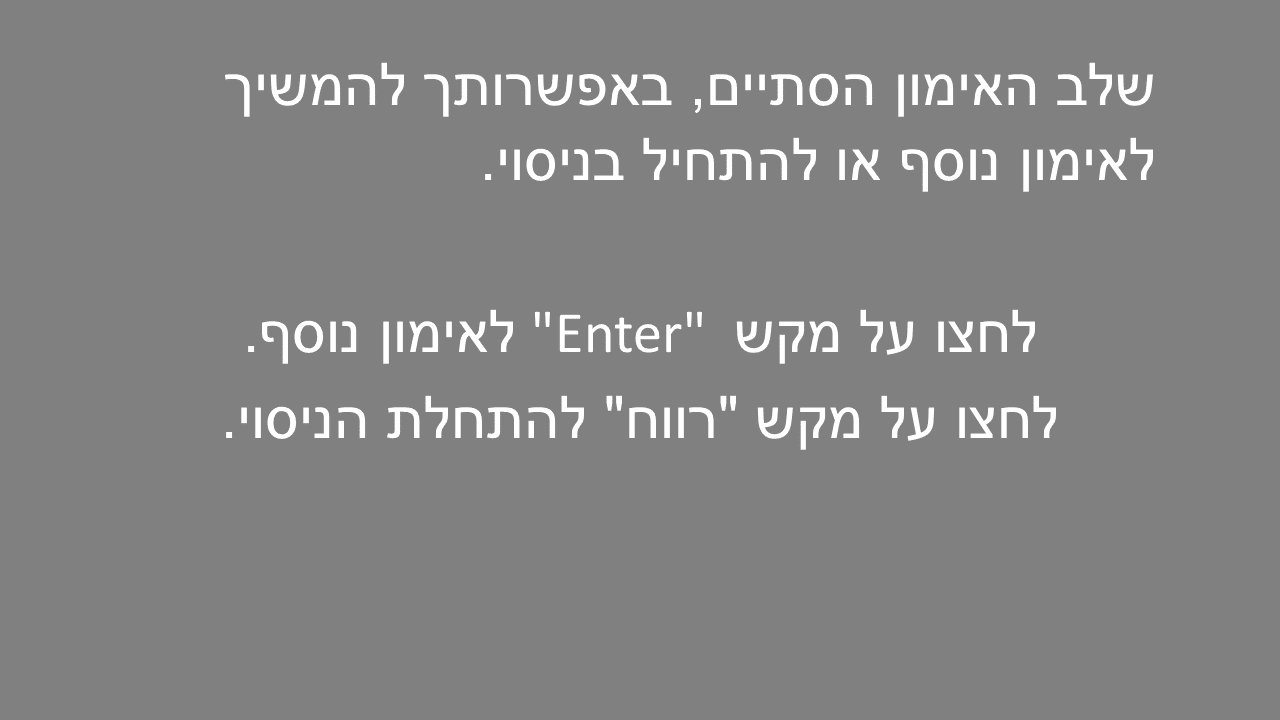 שלב האימון הסתיים, באפשרותך להמשיך
לאימון נוסף או להתחיל בניסוי.
לחצו על מקש "Enter" לאימון נוסף.
לחצו על מקש "רווח" להתחלת הניסוי.